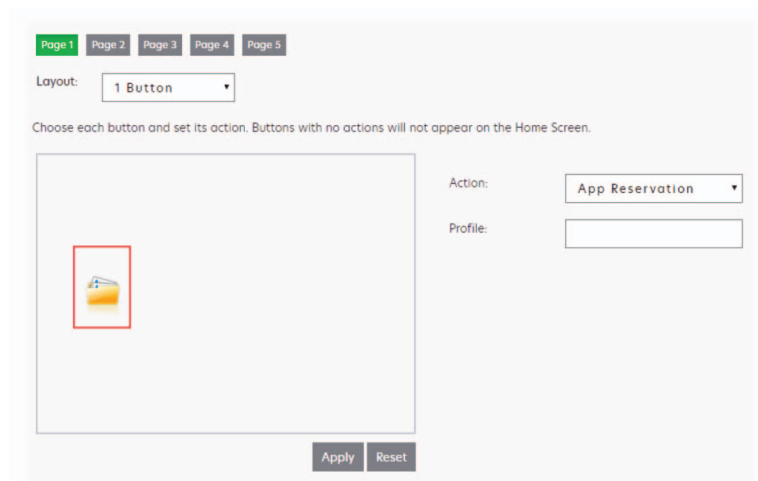 Page 1 Page 2 Page 3 Page 4 Page 5
Layout: 1 Button
Choose each button and set its action. Buttons with no actions will not appear on the Home Screen.
Action: App Reservation
Profile:
Apply Reset